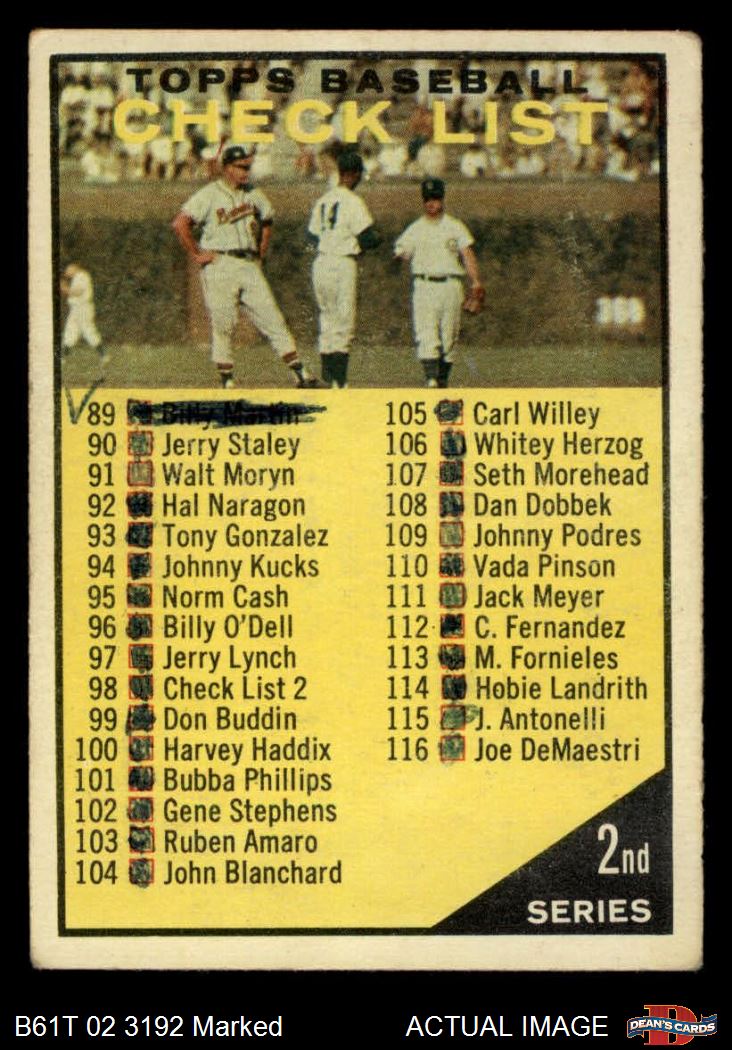 TOPPS BASEBALL
CHECK LIST
14
368
89 Billy Martin
90 Jerry Staley
91 Walt Moryn
92 Hal Naragon
93 Tony Gonzalez
94 Johnny Kucks
95 Norm Cash
96 Billy O'Dell
97 Jerry Lynch
98 Check List 2
99 Don Buddin
100 Harvey Haddix
101 Bubba Phillips
102 Gene Stephens
103 Ruben Amaro
104 John Blanchard
105 Carl Willey
106 Whitey Herzog
107 Seth Morehead
108 Dan Dobbek
109 Johnny Podres
110 Vada Pinson
111 Jack Meyer
112 C. Fernandez
113 M. Fornieles
114 Hobie Landrith
115 J. Antonelli
116 Joe DeMaestri
2nd
SERIES
B61T 02 3192 Marked
ACTUAL IMAGE
DEAN'S CARDS